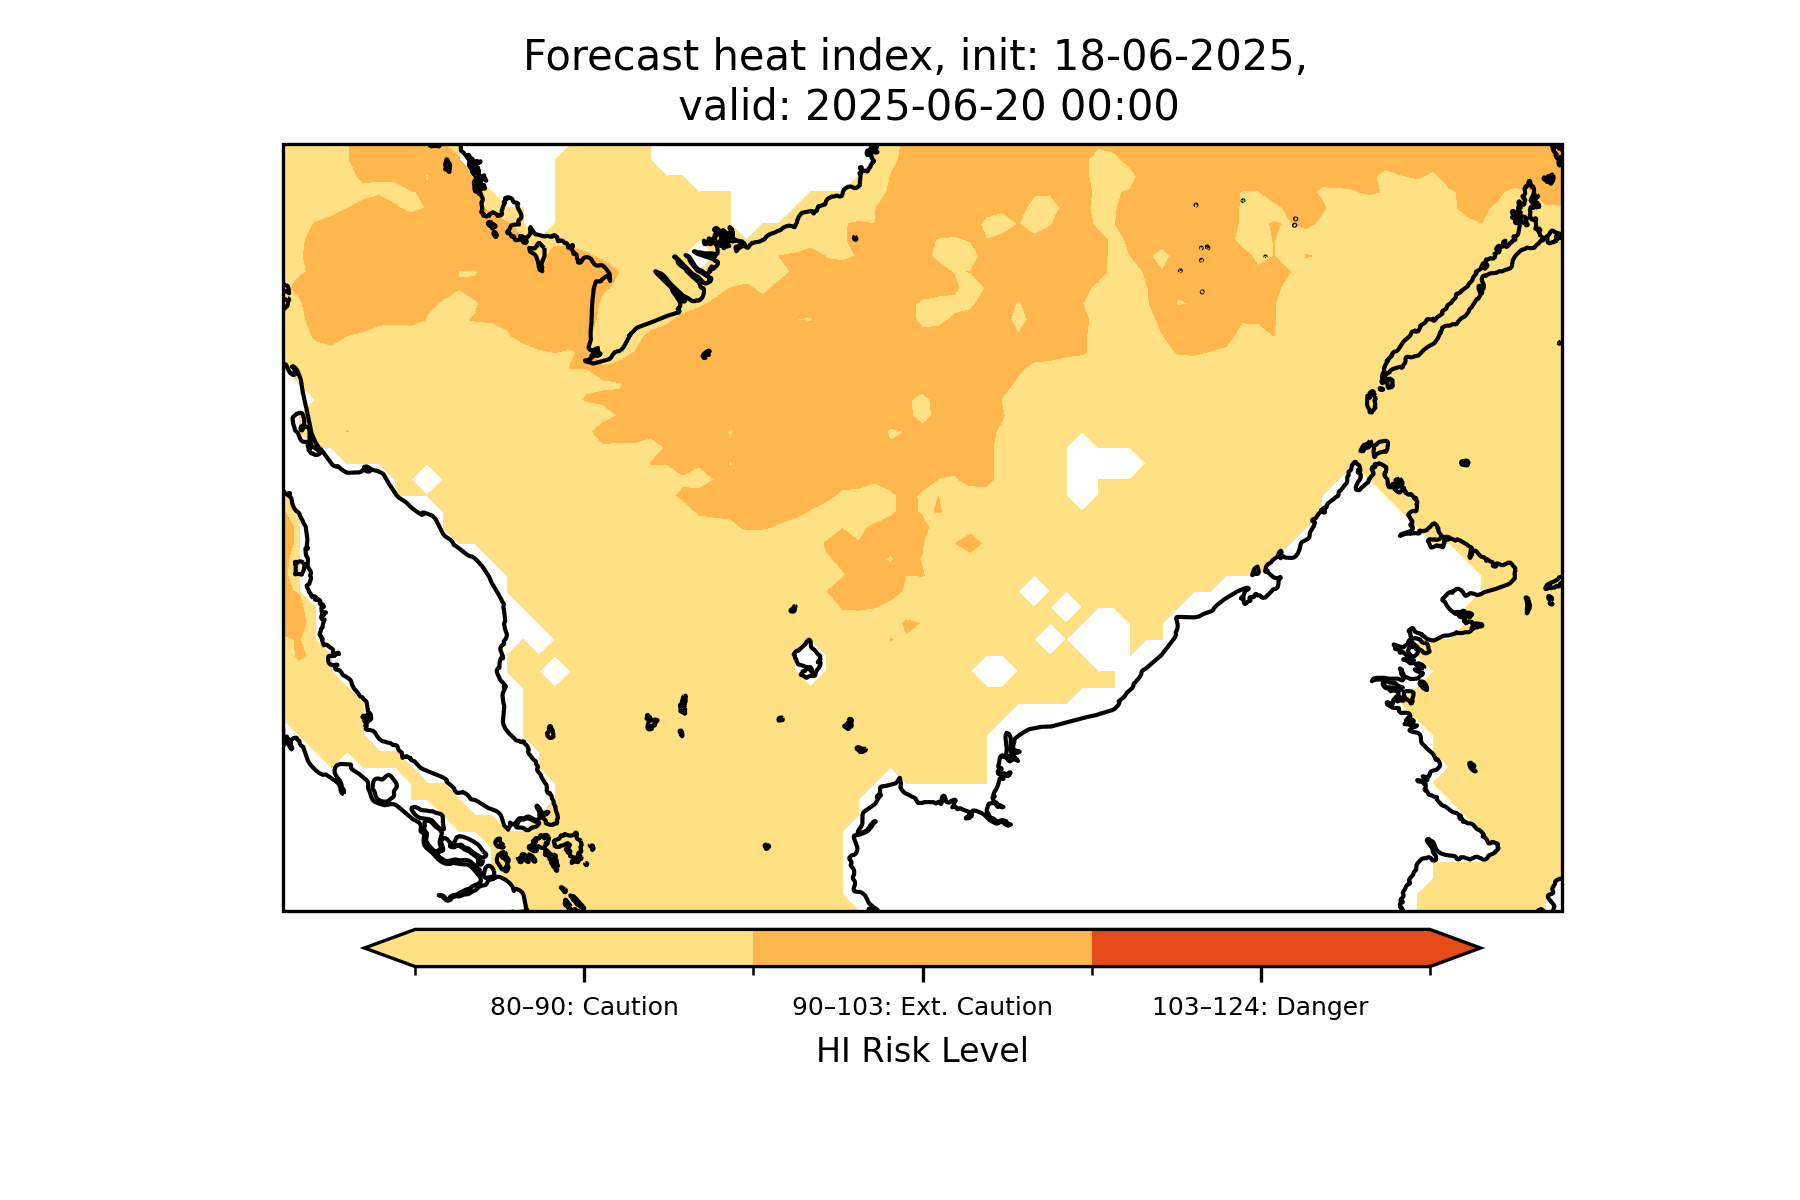 Forecast heat index, init: 18-06-2025,
valid: 2025-06-20 00:00
80–90: Caution
90–103: Ext. Caution
103–124: Danger
HI Risk Level